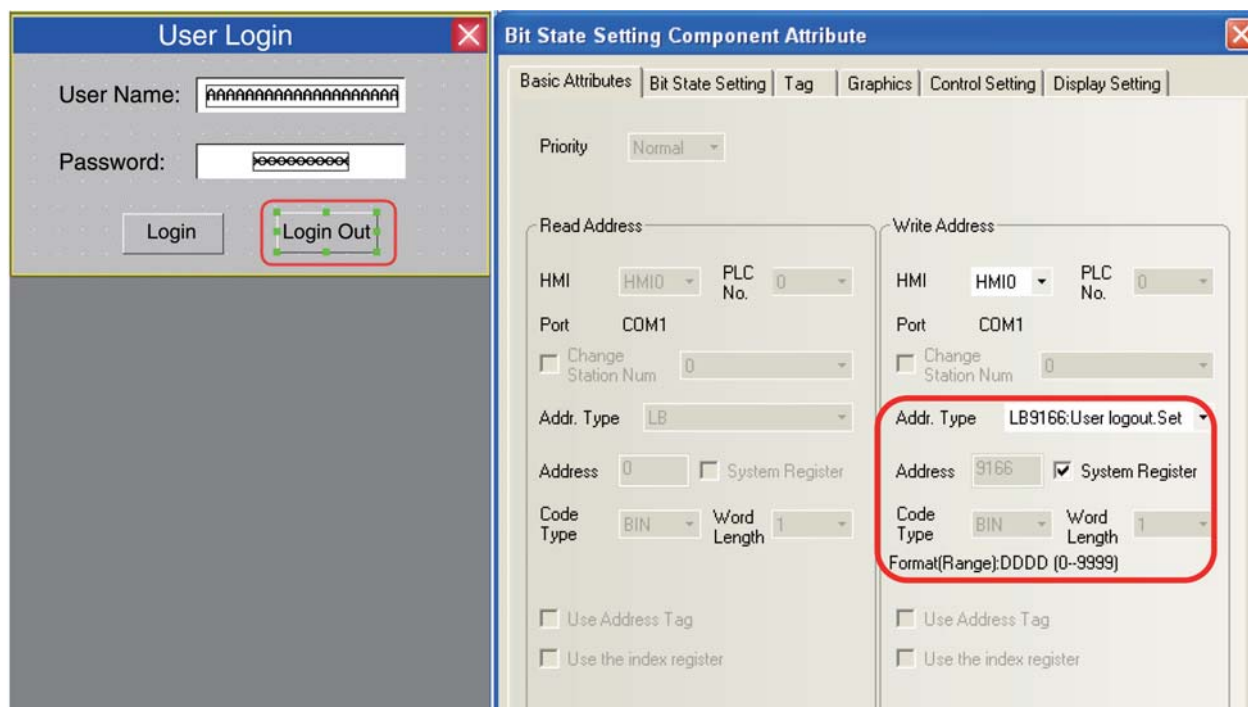 User Login
User Name: AAAAAAAAAAAAAAAAAAAA
Password: ××××××××××
Login Login Out
Bit State Setting Component Attribute
Basic Attributes Bit State Setting Tag Graphics Control Setting Display Setting
Priority Normal
Read Address
HMI HMI0 PLC No. 0
Port COM1
Change Station Num 0
Addr. Type LB
Address 0 System Register
Code Type BIN Word Length 1
Use Address Tag
Use the index register
Write Address
HMI HMI0 PLC No. 0
Port COM1
Change Station Num 0
Addr. Type LB9166:User logout.Set
Address 9166 System Register
Code Type BIN Word Length 1
Format(Range):DDDD (0--9999)
Use Address Tag
Use the index register